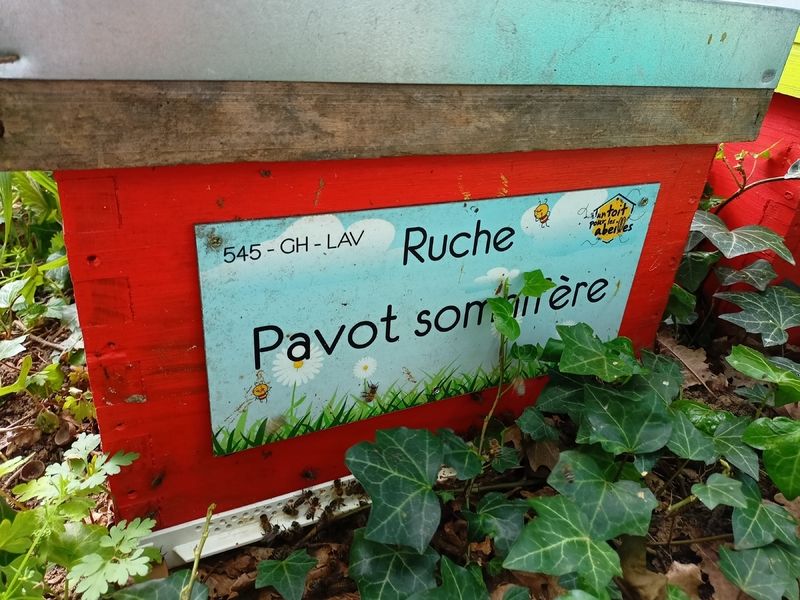 545 - GH - LAV
Ruche
un toit
pour les
abeilles
Pavot somnifère